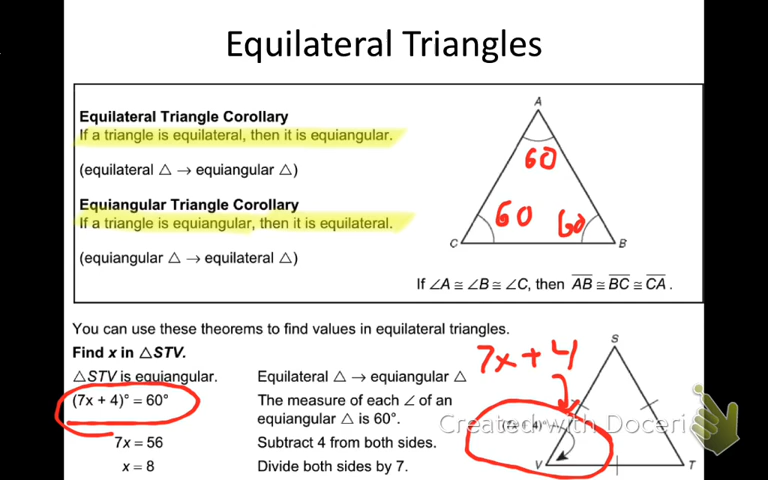 Equilateral Triangles
Equilateral Triangle Corollary
If a triangle is equilateral, then it is equiangular.
(equilateral △ → equiangular △)
Equiangular Triangle Corollary
If a triangle is equiangular, then it is equilateral.
(equiangular △ → equilateral △)
A
60
60
60
C
B
If ∠A ≅ ∠B ≅ ∠C, then A̅B̅ ≅ B̅C̅ ≅ C̅A̅.
You can use these theorems to find values in equilateral triangles.
Find x in △STV.
△STV is equiangular.
Equilateral △ → equiangular △
(7x + 4)° = 60°
The measure of each ∠ of an
equiangular △ is 60°.
7x = 56
Subtract 4 from both sides.
x = 8
Divide both sides by 7.
7x + 4
S
(7x + 4)°
V
T
Created with Doceri